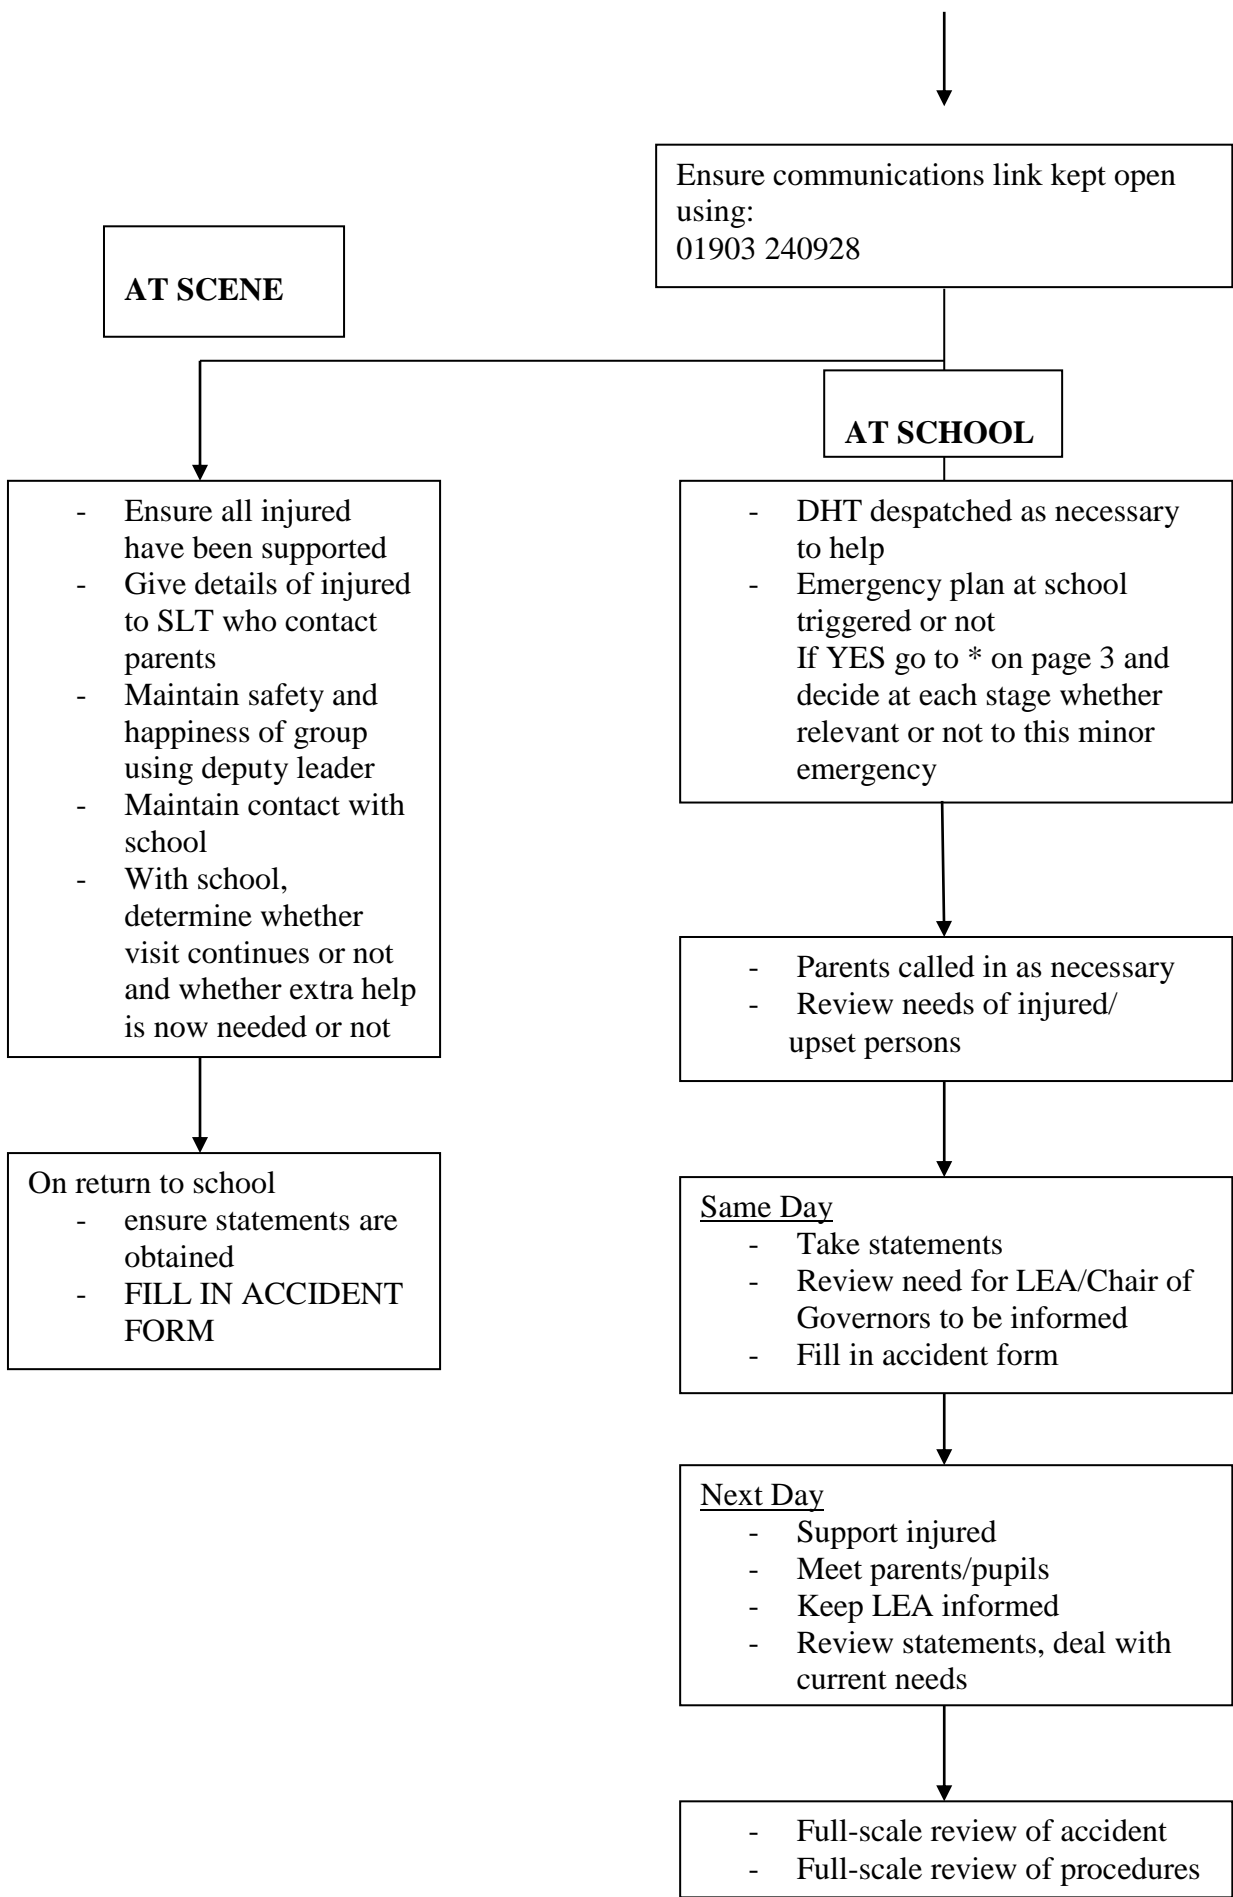 Ensure communications link kept open
using:
01903 240928
AT SCENE
AT SCHOOL
- Ensure all injured
have been supported
- Give details of injured
to SLT who contact
parents
- Maintain safety and
happiness of group
using deputy leader
- Maintain contact with
school
- With school,
determine whether
visit continues or not
and whether extra help
is now needed or not
On return to school
- ensure statements are
obtained
- FILL IN ACCIDENT
FORM
- DHT despatched as necessary
to help
- Emergency plan at school
triggered or not
If YES go to * on page 3 and
decide at each stage whether
relevant or not to this minor
emergency
- Parents called in as necessary
- Review needs of injured/
upset persons
Same Day
- Take statements
- Review need for LEA/Chair of
Governors to be informed
- Fill in accident form
Next Day
- Support injured
- Meet parents/pupils
- Keep LEA informed
- Review statements, deal with
current needs
- Full-scale review of accident
- Full-scale review of procedures